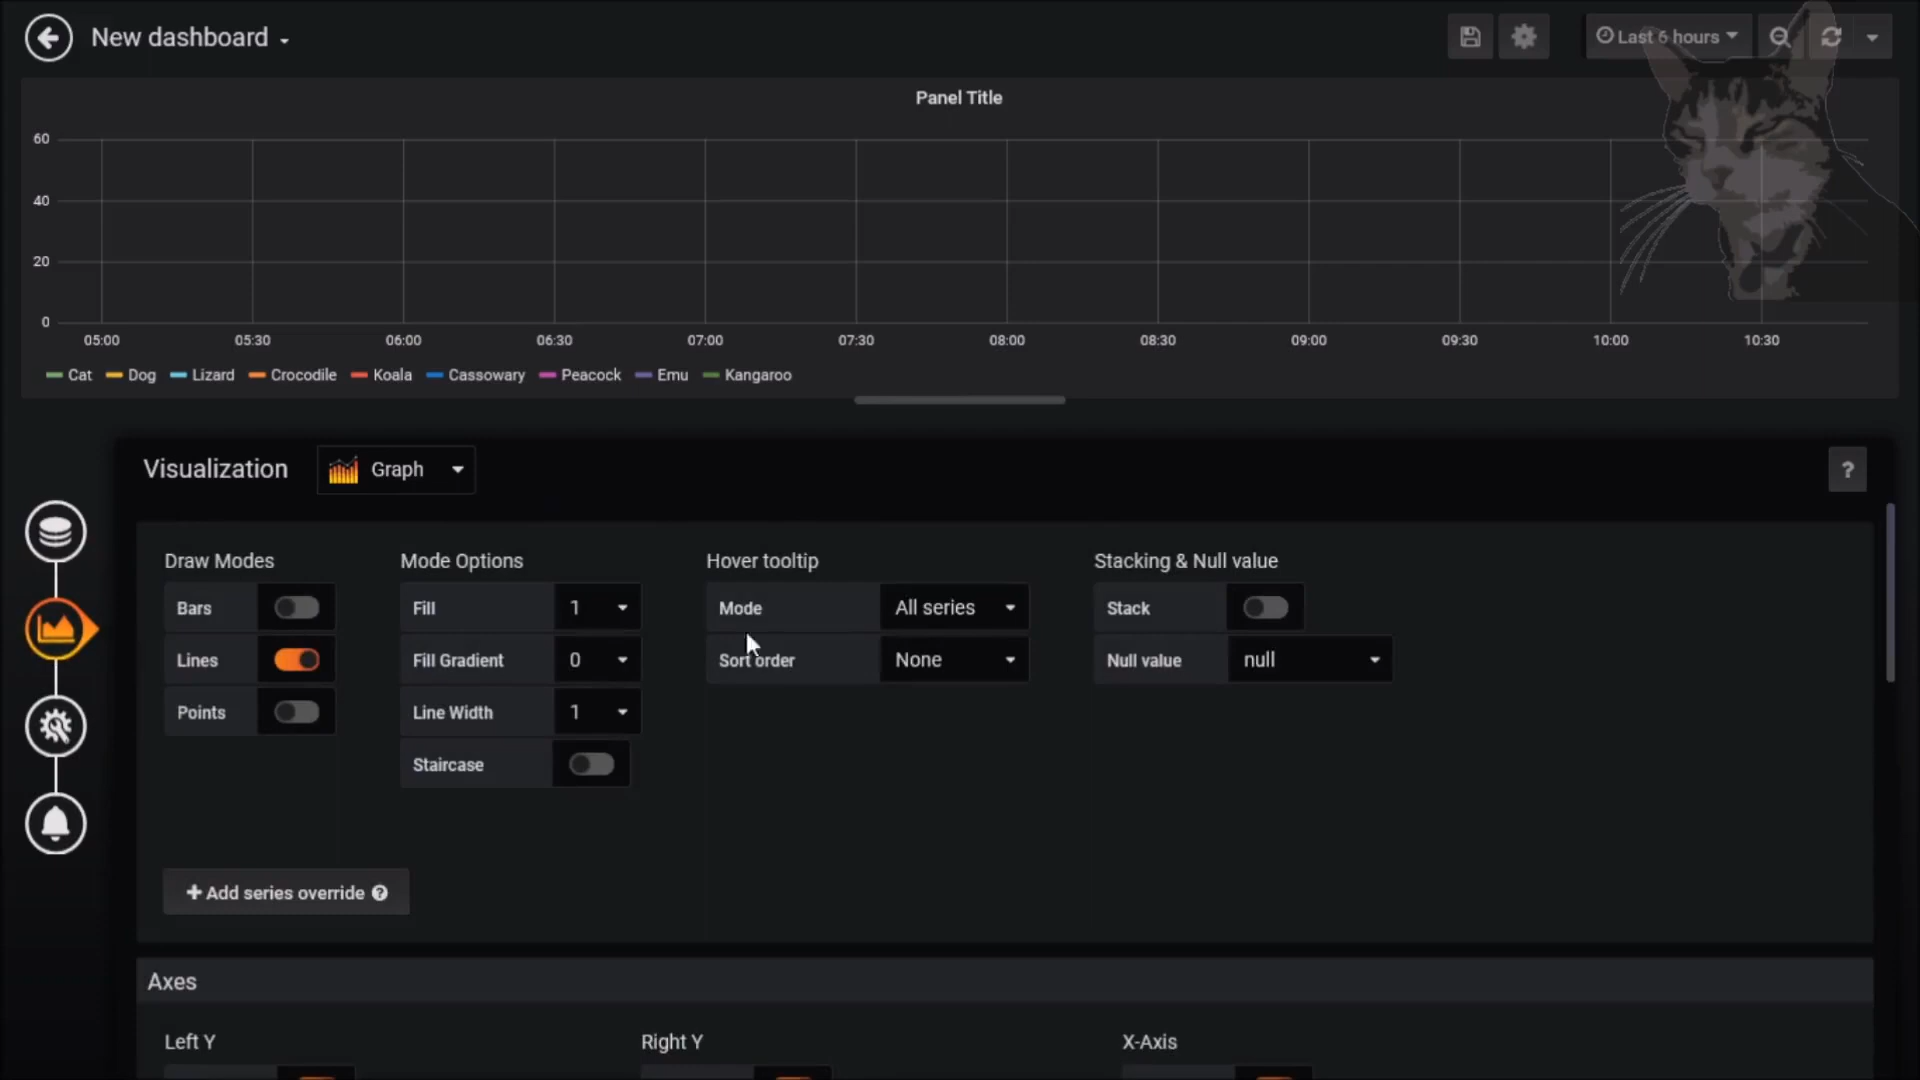 New dashboard
Last 6 hours
Panel Title
60
40
20
0
05:00 05:30 06:00 06:30 07:00 07:30 08:00 08:30 09:00 09:30 10:00 10:30
Cat Dog Lizard Crocodile Koala Cassowary Peacock Emu Kangaroo
Visualization Graph ?
Draw Modes Mode Options Hover tooltip Stacking & Null value
Bars Fill 1 Mode All series Stack
Lines Fill Gradient 0 Sort order None Null value null
Points Line Width 1
Staircase
+ Add series override ?
Axes
Left Y Right Y X-Axis